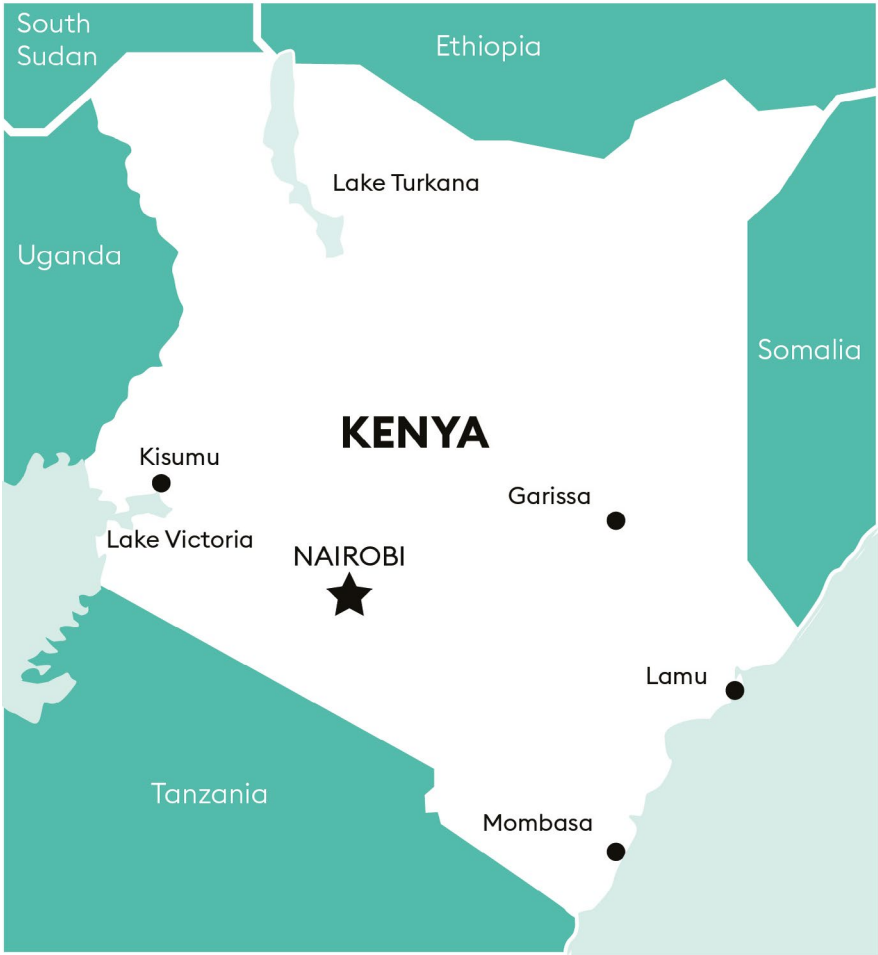 South
Sudan
Ethiopia
Lake Turkana
Uganda
Somalia
KENYA
Kisumu
Garissa
Lake Victoria
NAIROBI
Lamu
Tanzania
Mombasa